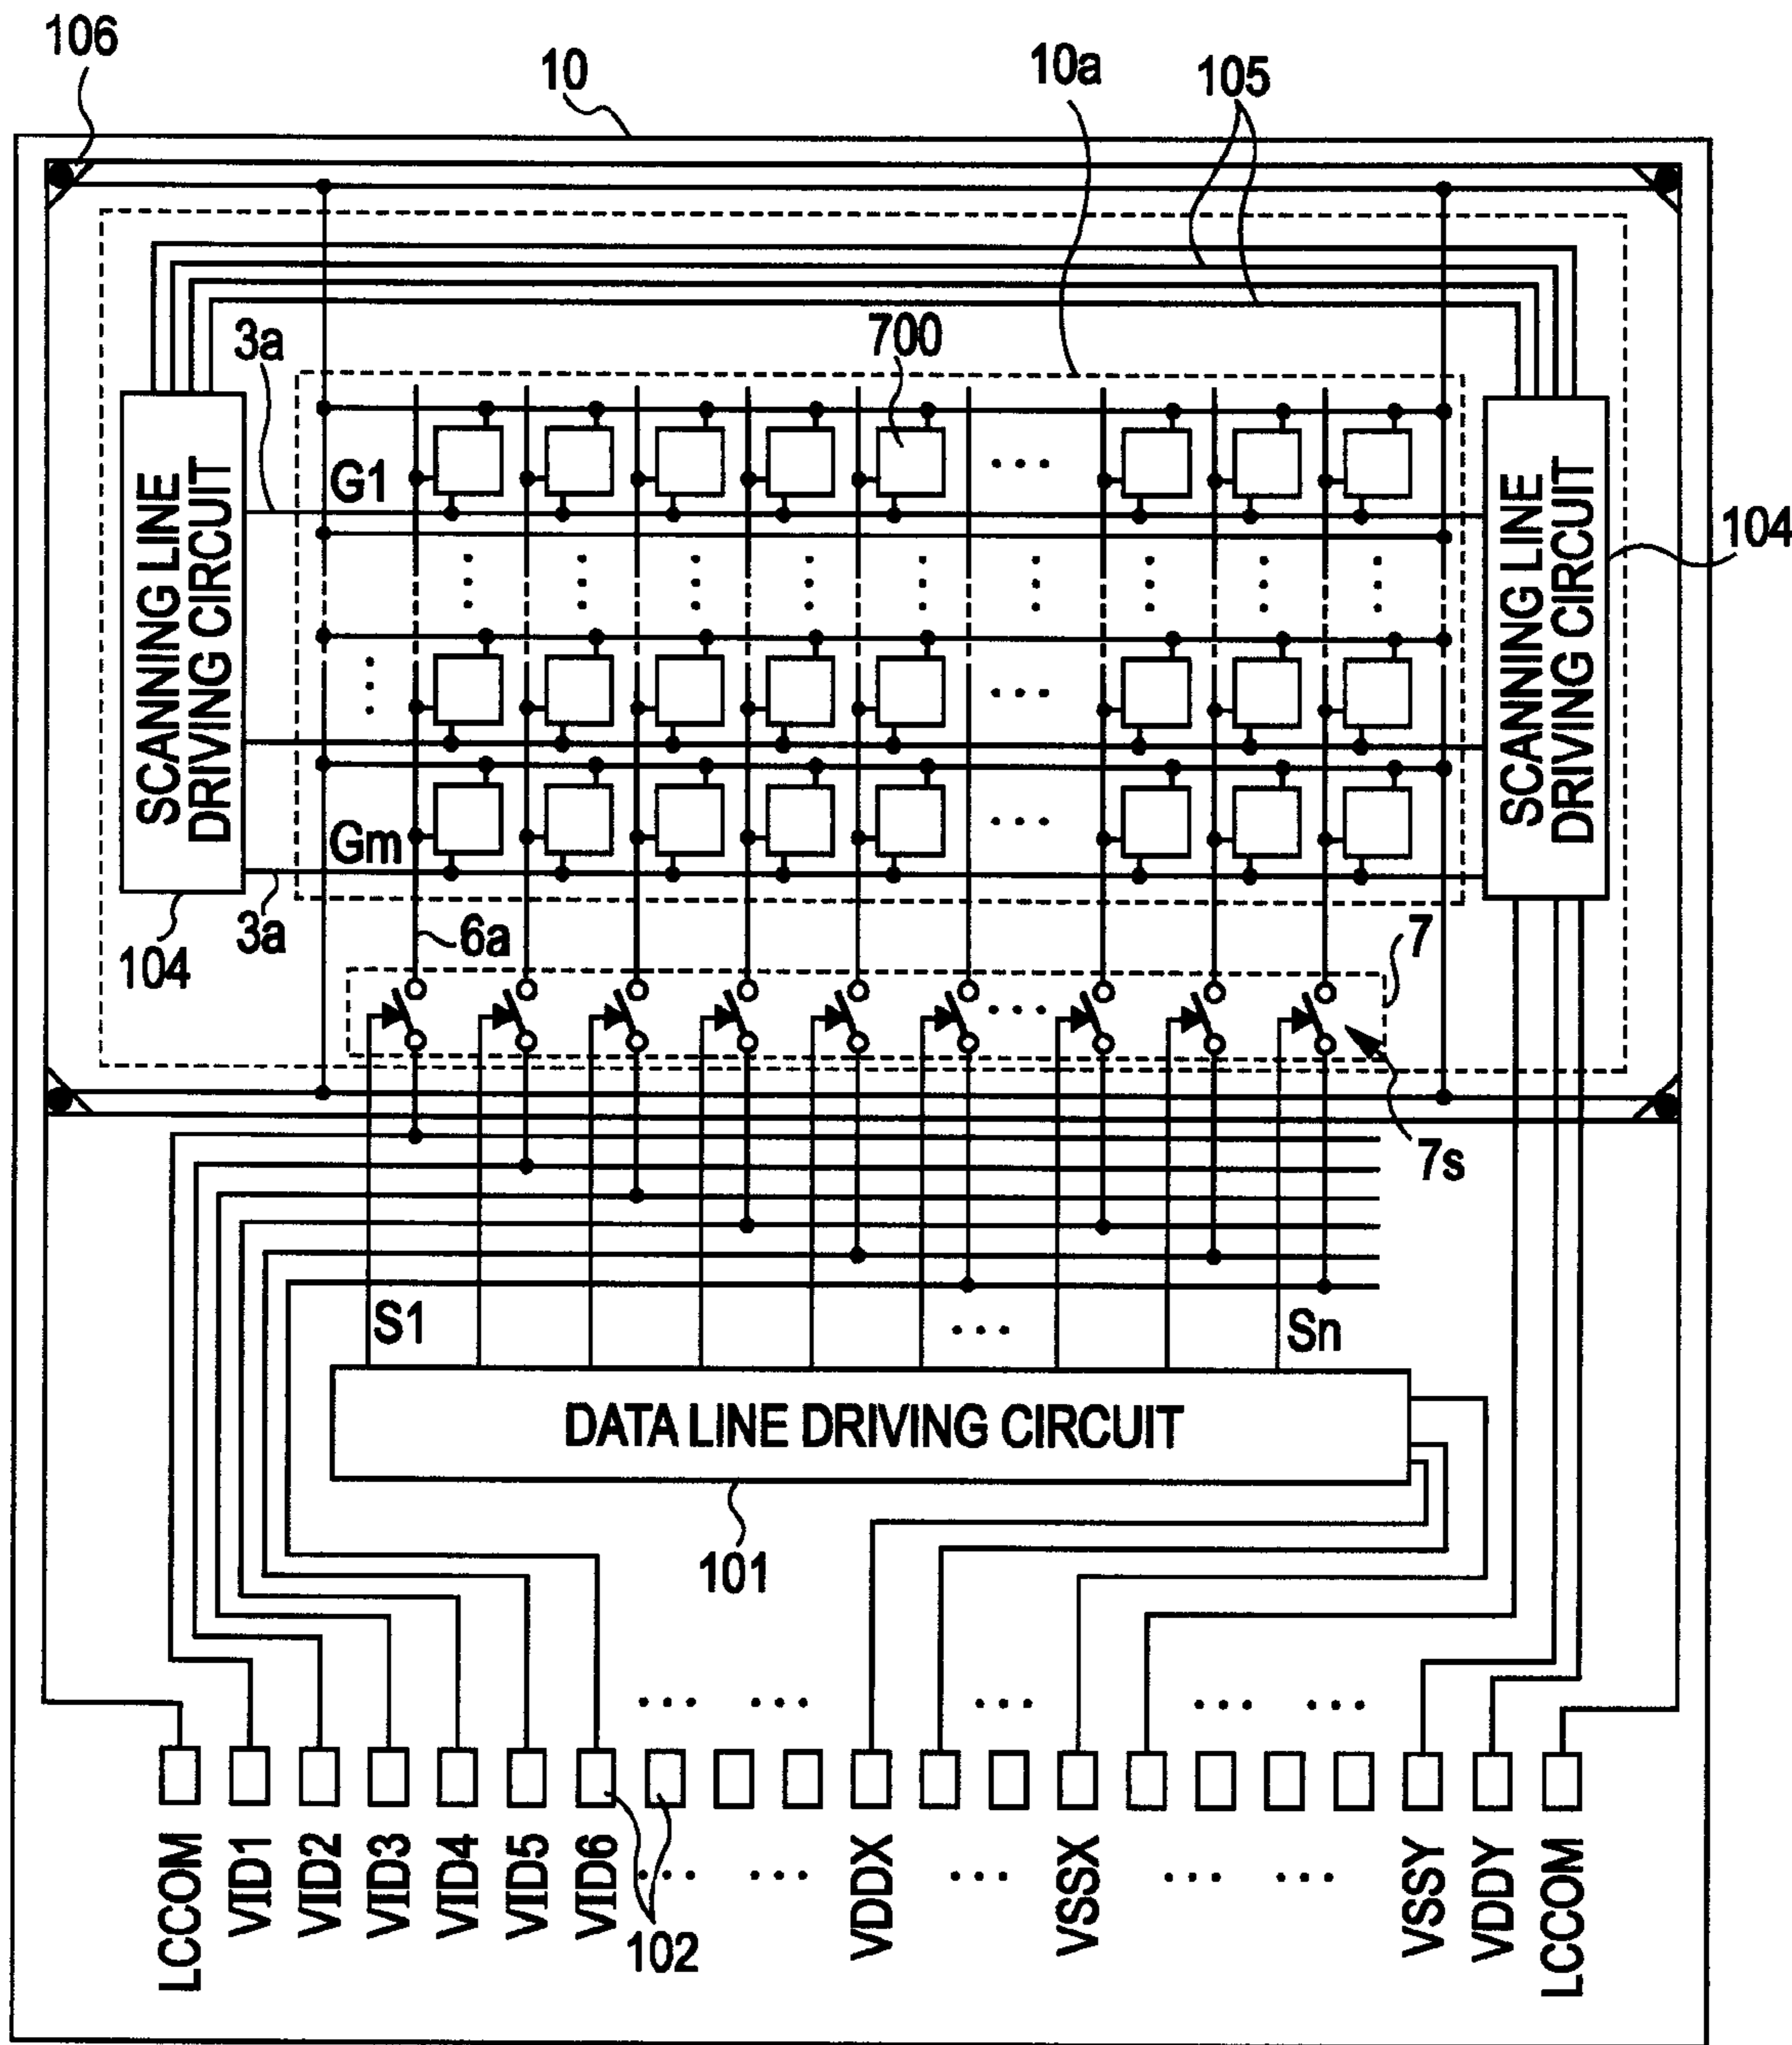 106
10
10a
105
3a
700
G1
SCANNING LINE
DRIVING CIRCUIT
SCANNING LINE
DRIVING CIRCUIT
104
Gm
3a
104
6a
7
7s
S1
Sn
DATA LINE DRIVING CIRCUIT
101
LCCOM
VID1
VID2
VID3
VID4
VID5
VID6
VDDX
VSSX
VSSY
VDDY
LCCOM
102